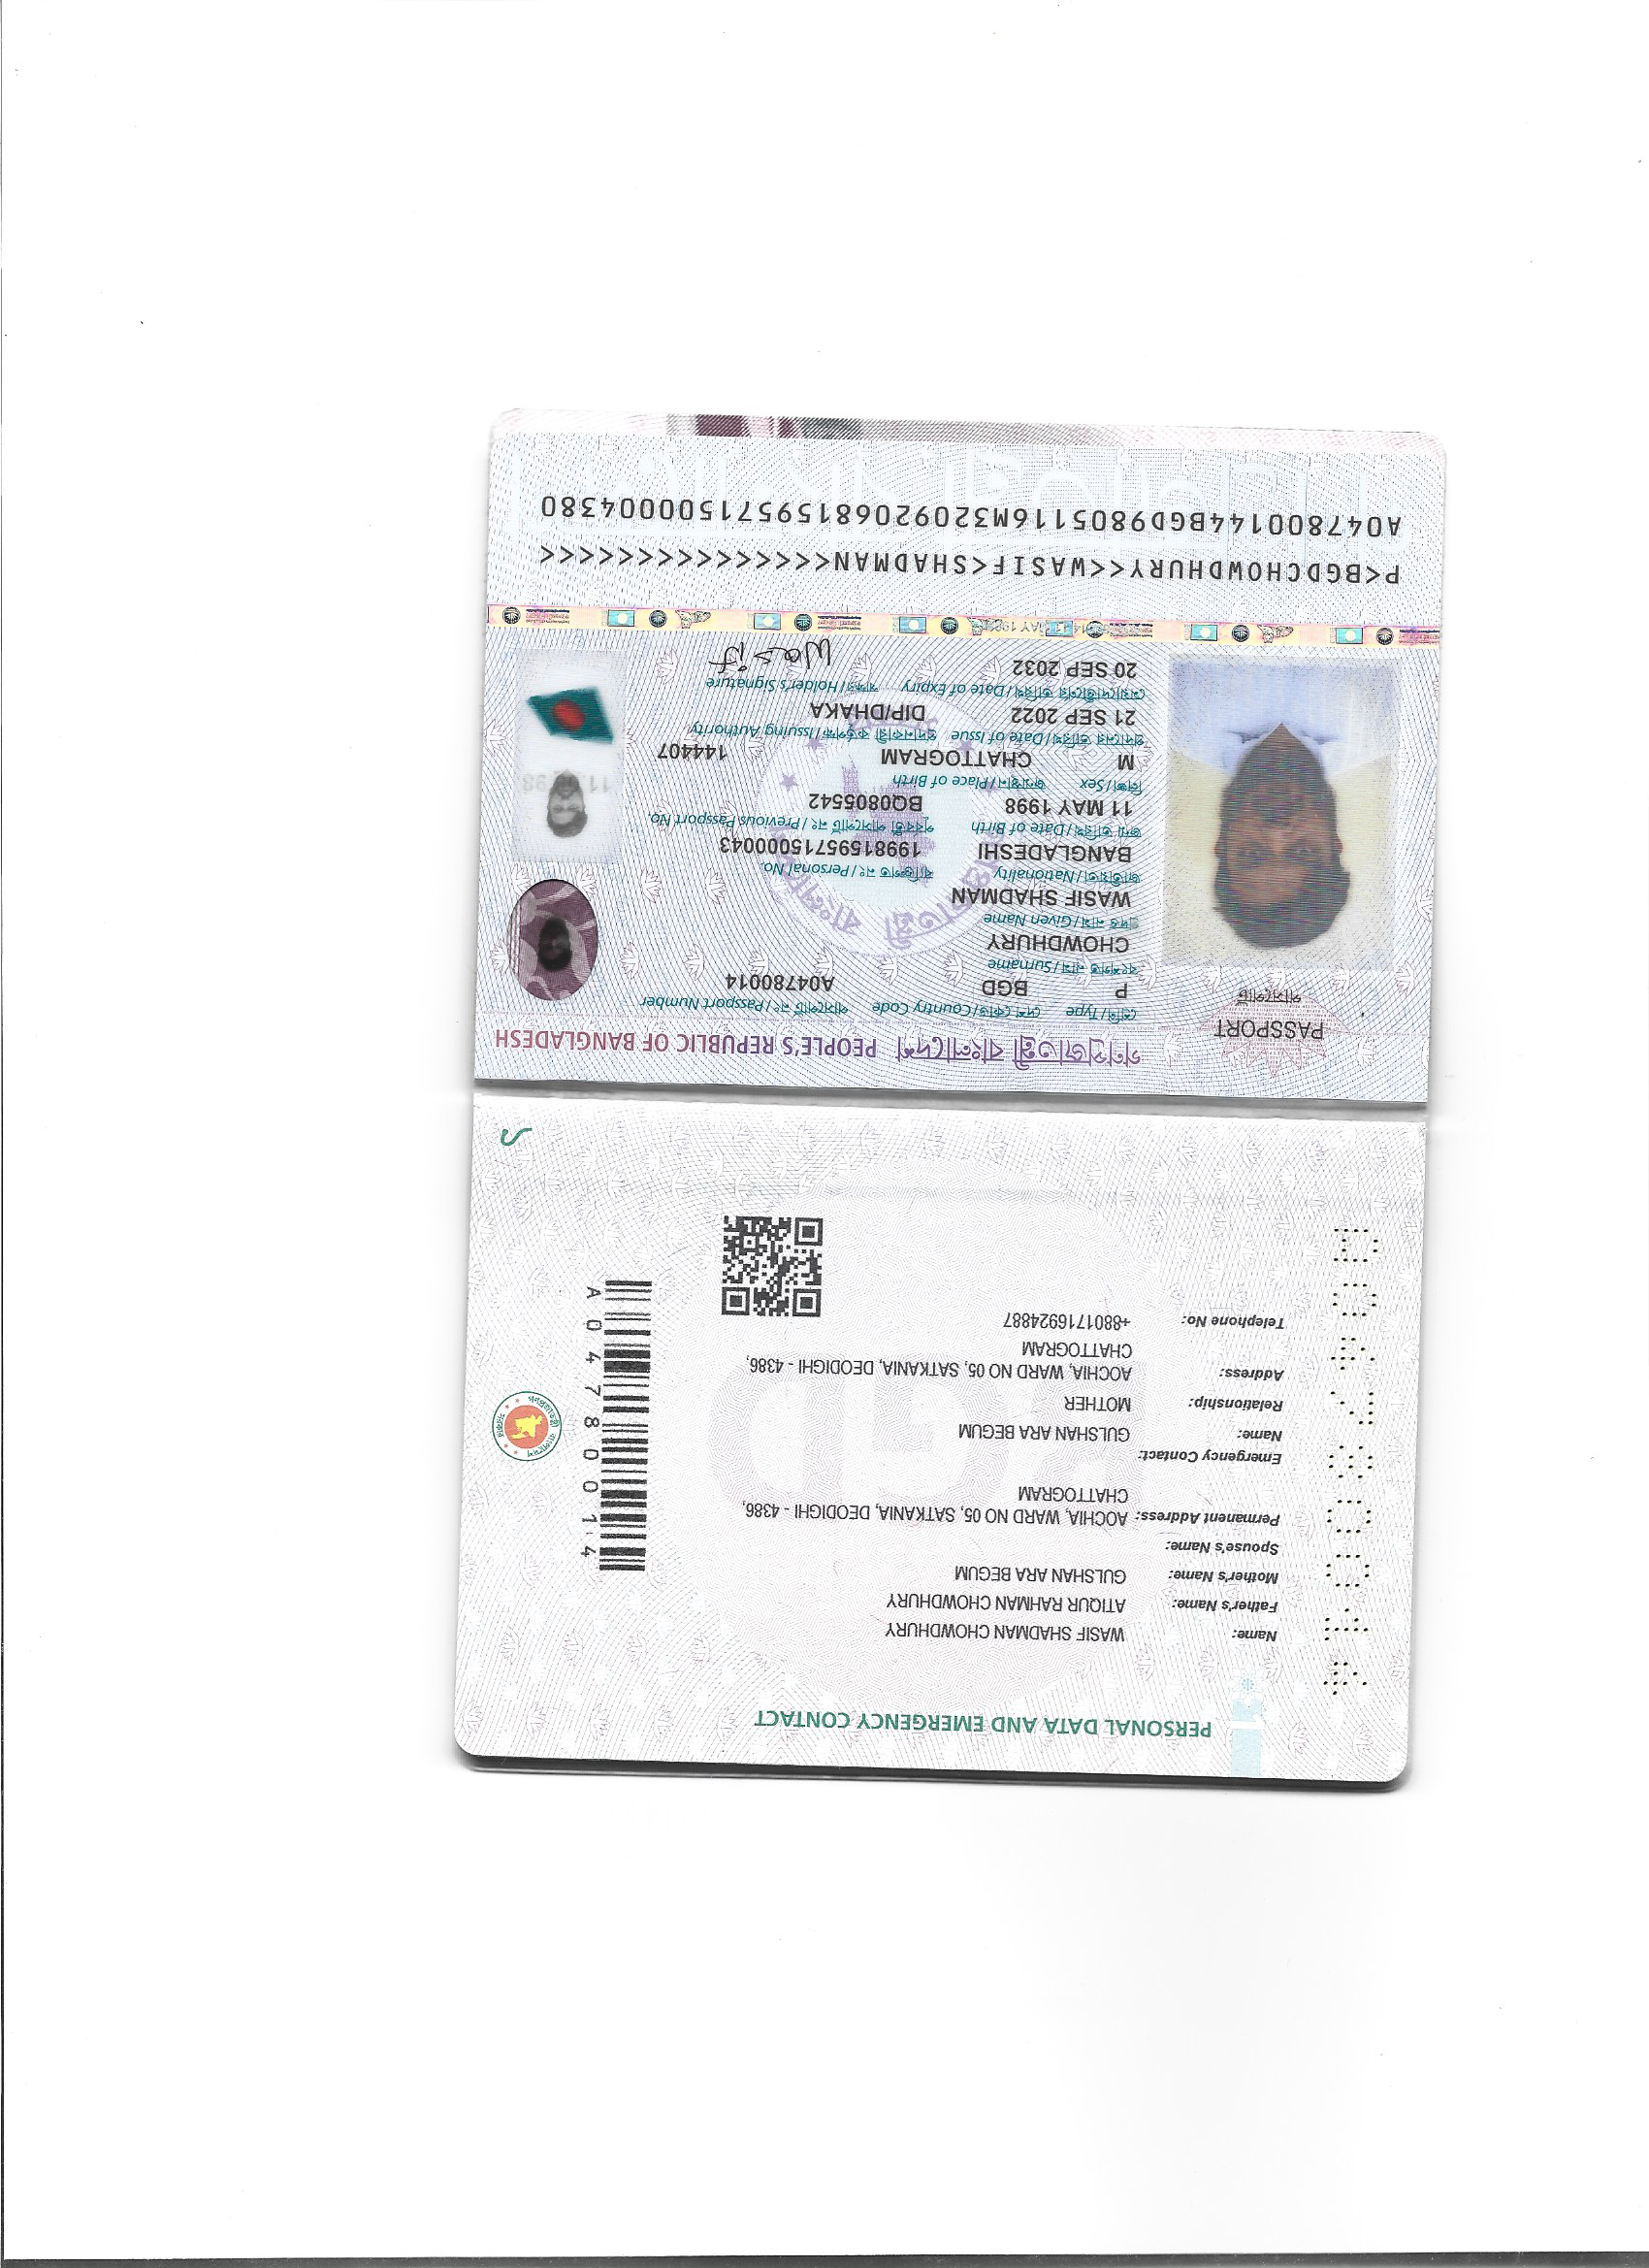 PERSONAL DATA AND EMERGENCY CONTACT
Name: WASIF SHADMAN CHOWDHURY
Father's Name: ATIQUR RAHMAN CHOWDHURY
Mother's Name: GULSHAN ARA BEGUM
Spouse's Name:
Permanent Address: AOCHIA, WARD NO 05, SATKANIA, DEODIGHI - 4386,
CHATTOGRAM
Emergency Contact:
Name: GULSHAN ARA BEGUM
Relationship: MOTHER
Address: AOCHIA, WARD NO 05, SATKANIA, DEODIGHI - 4386,
CHATTOGRAM
Telephone No: +8801716924887
A04780014
A04780014
২
গণপ্রজাতন্ত্রী বাংলাদেশ PEOPLE'S REPUBLIC OF BANGLADESH
PASSPORT
পাসপোর্ট
শ্রেণি/Type দেশ কোড/Country Code পাসপোর্ট নং/Passport Number
P BGD A04780014
বংশগত নাম/Surname
CHOWDHURY
প্রদত্ত নাম/Given Name
WASIF SHADMAN
জাতীয়তা/Nationality ব্যক্তিগত নং/Personal No.
BANGLADESHI 19981595715000043
জন্ম তারিখ/Date of Birth পূর্ববর্তী পাসপোর্ট নং/Previous Passport No.
11 MAY 1998 BQ0805542
লিঙ্গ/Sex জন্মস্থান/Place of Birth
M CHATTOGRAM 144407
প্রদানের তারিখ/Date of Issue প্রদানকারী কর্তৃপক্ষ/Issuing Authority
21 SEP 2022 DIP/DHAKA
মেয়াদোত্তীর্ণের তারিখ/Date of Expiry স্বাক্ষর/Holder's Signature
20 SEP 2032 Wasif
P<BGDCHOWDHURY<<WASIF<SHADMAN<<<<<<<<<<<<<<<
A047800144BGD9805116M32092068159571500004380